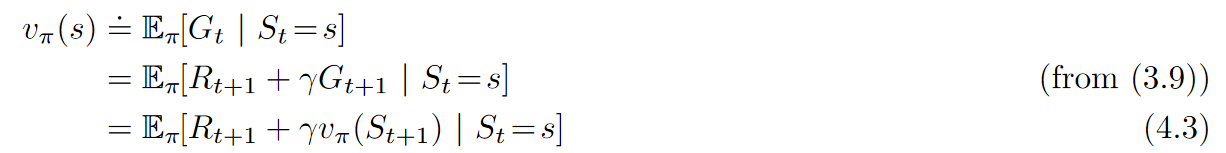 v_π(s) ≐ 𝔼_π[G_t | S_t = s]
= 𝔼_π[R_{t+1} + γG_{t+1} | S_t = s] (from (3.9))
= 𝔼_π[R_{t+1} + γv_π(S_{t+1}) | S_t = s] (4.3)